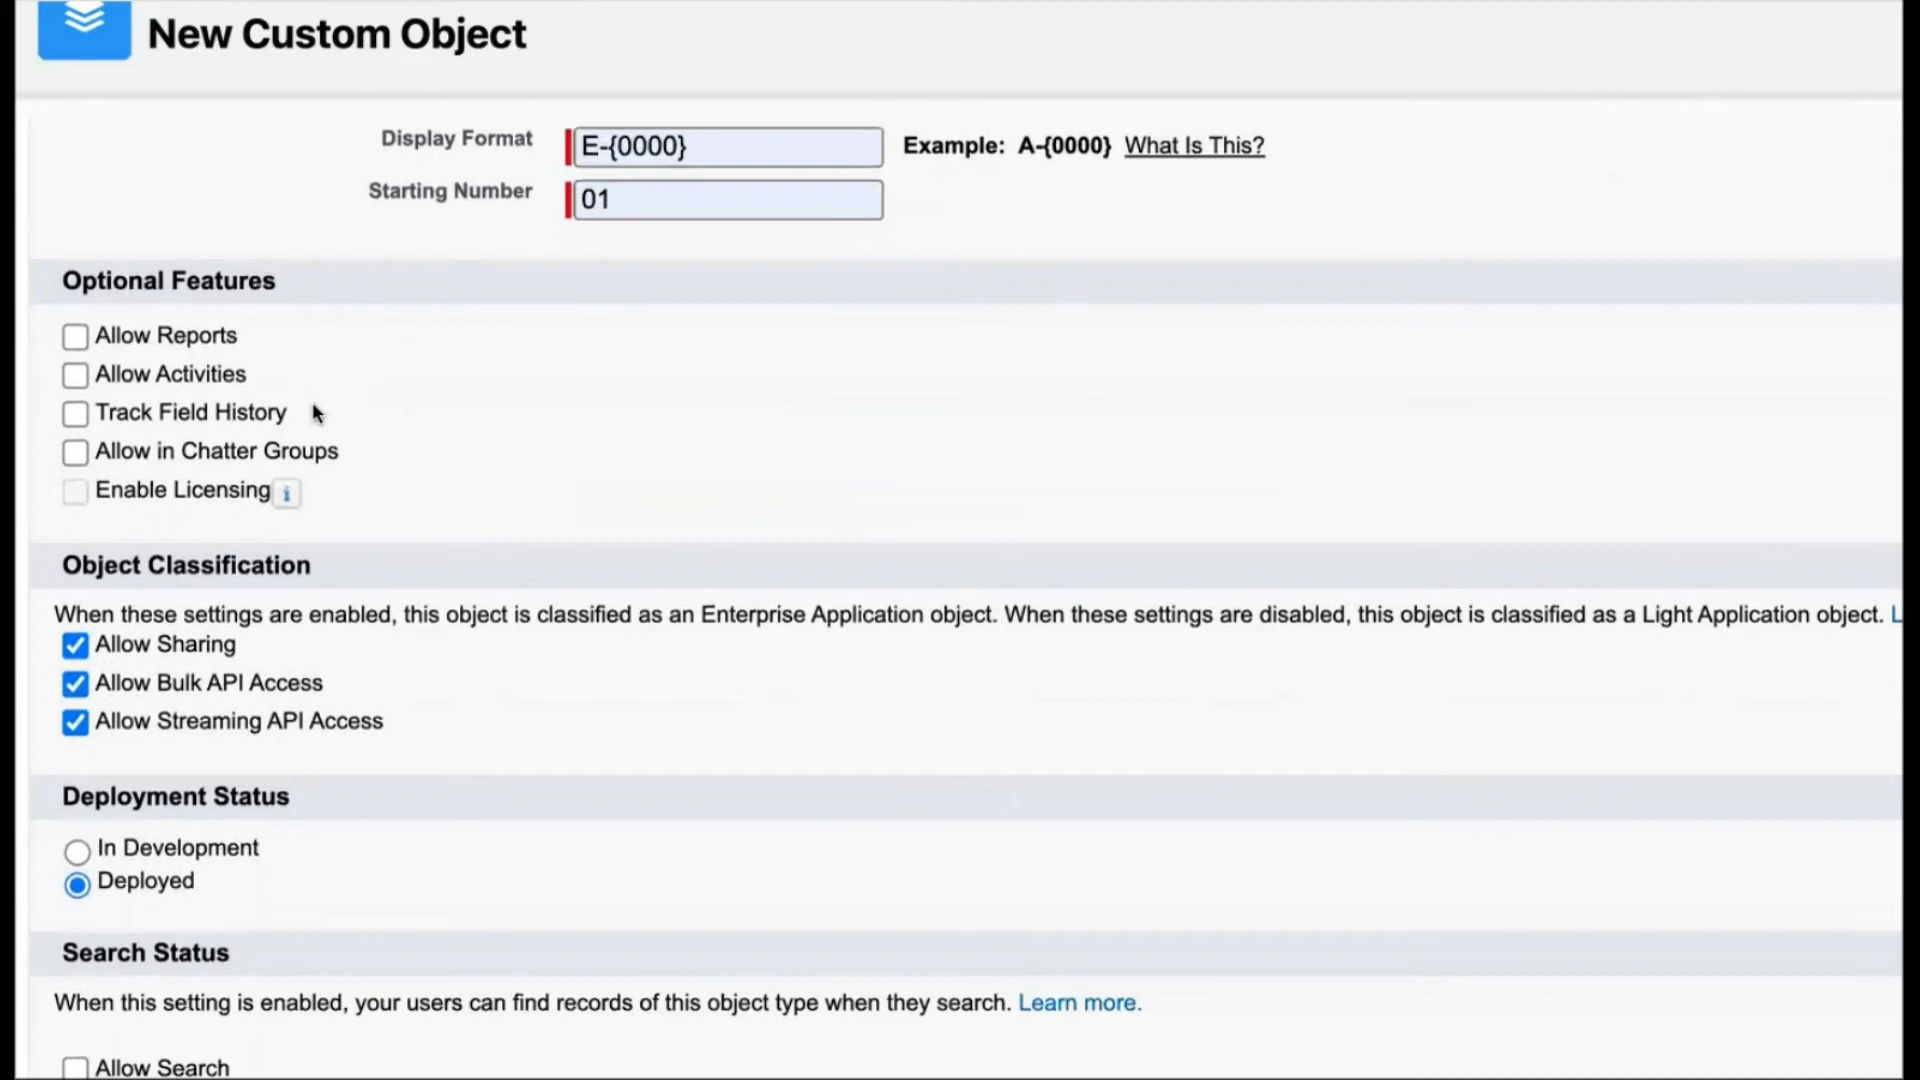 New Custom Object
Display Format E-{0000} Example: A-{0000} What Is This?
Starting Number 01
Optional Features
Allow Reports
Allow Activities
Track Field History
Allow in Chatter Groups
Enable Licensing i
Object Classification
When these settings are enabled, this object is classified as an Enterprise Application object. When these settings are disabled, this object is classified as a Light Application object. L
Allow Sharing
Allow Bulk API Access
Allow Streaming API Access
Deployment Status
In Development
Deployed
Search Status
When this setting is enabled, your users can find records of this object type when they search. Learn more.
Allow Search